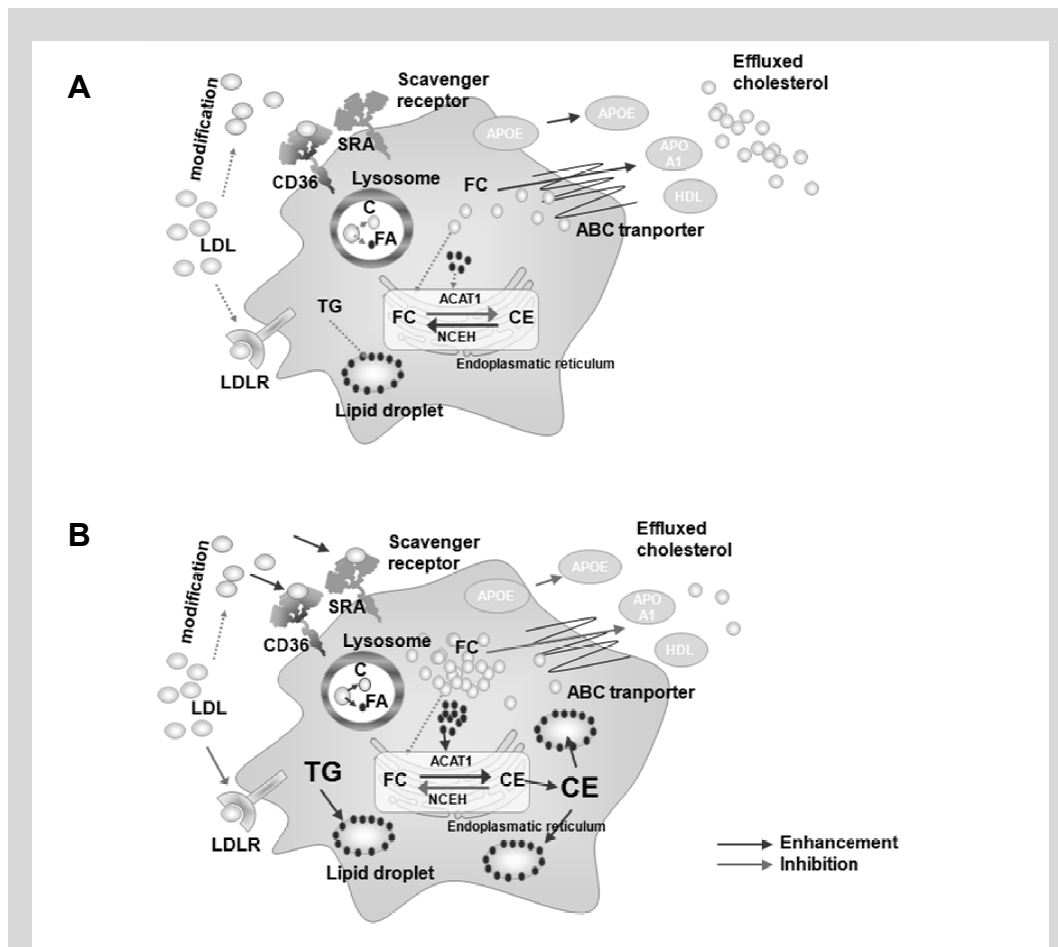 A
modification
Scavenger
receptor
Effluxed
cholesterol
APOE
APOE
SRA
CD36
Lysosome
FC
APO
A1
HDL
C
FA
ABC tranporter
LDL
TG
ACAT1
FC
CE
NCEH
Endoplasmatic reticulum
LDLR
Lipid droplet
B
modification
Scavenger
receptor
Effluxed
cholesterol
APOE
APOE
SRA
CD36
Lysosome
FC
APO
A1
HDL
C
FA
ABC tranporter
LDL
TG
ACAT1
FC
CE
CE
NCEH
Endoplasmatic reticulum
LDLR
Lipid droplet
Enhancement
Inhibition